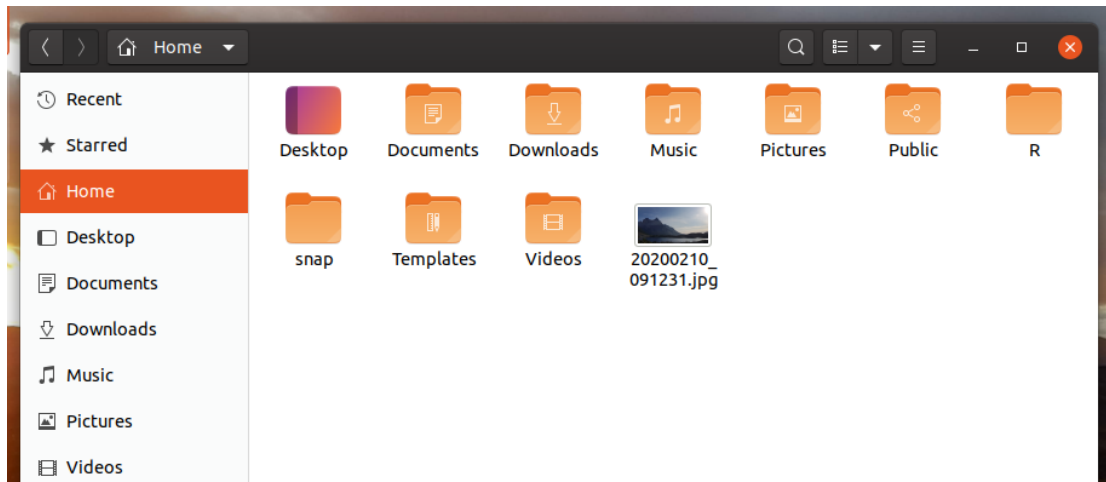 Home
Recent
Starred
Home
Desktop
Documents
Downloads
Music
Pictures
Videos
Desktop Documents Downloads Music Pictures Public R
snap Templates Videos 20200210_
091231.jpg